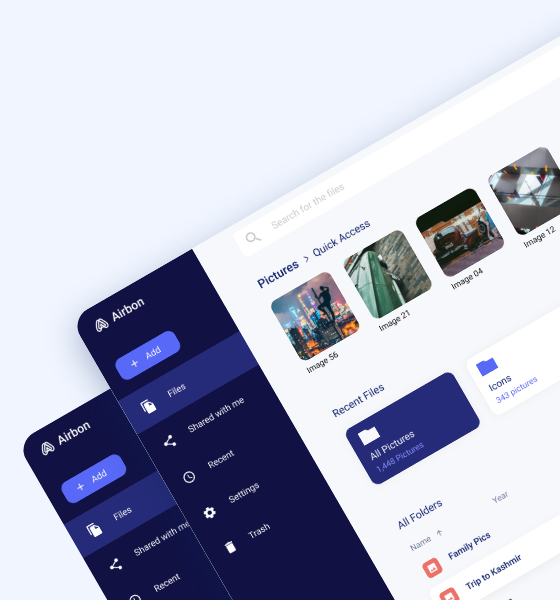 Search for the files
Pictures > Quick Access
Image 56
Image 21
Image 04
Image 12
Airbon
+ Add
Files
Shared with me
Recent
Settings
Trash
Recent Files
All Pictures
1,448 Pictures
Icons
343 pictures
All Folders
Name ↑
Year
Family Pics
Trip to Kashmir
Airbon
+ Add
Files
Shared with me
Recent